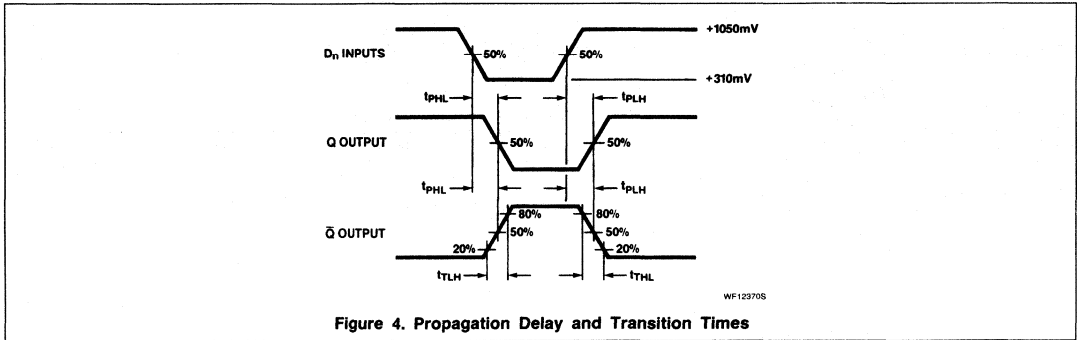 +1050mV
Dn INPUTS
50%
50%
+310mV
tPHL
tPLH
Q OUTPUT
50%
50%
tPHL
tPLH
80%
80%
Q̅ OUTPUT
50%
50%
20%
20%
tTLH
tTHL
WF12370S
Figure 4. Propagation Delay and Transition Times